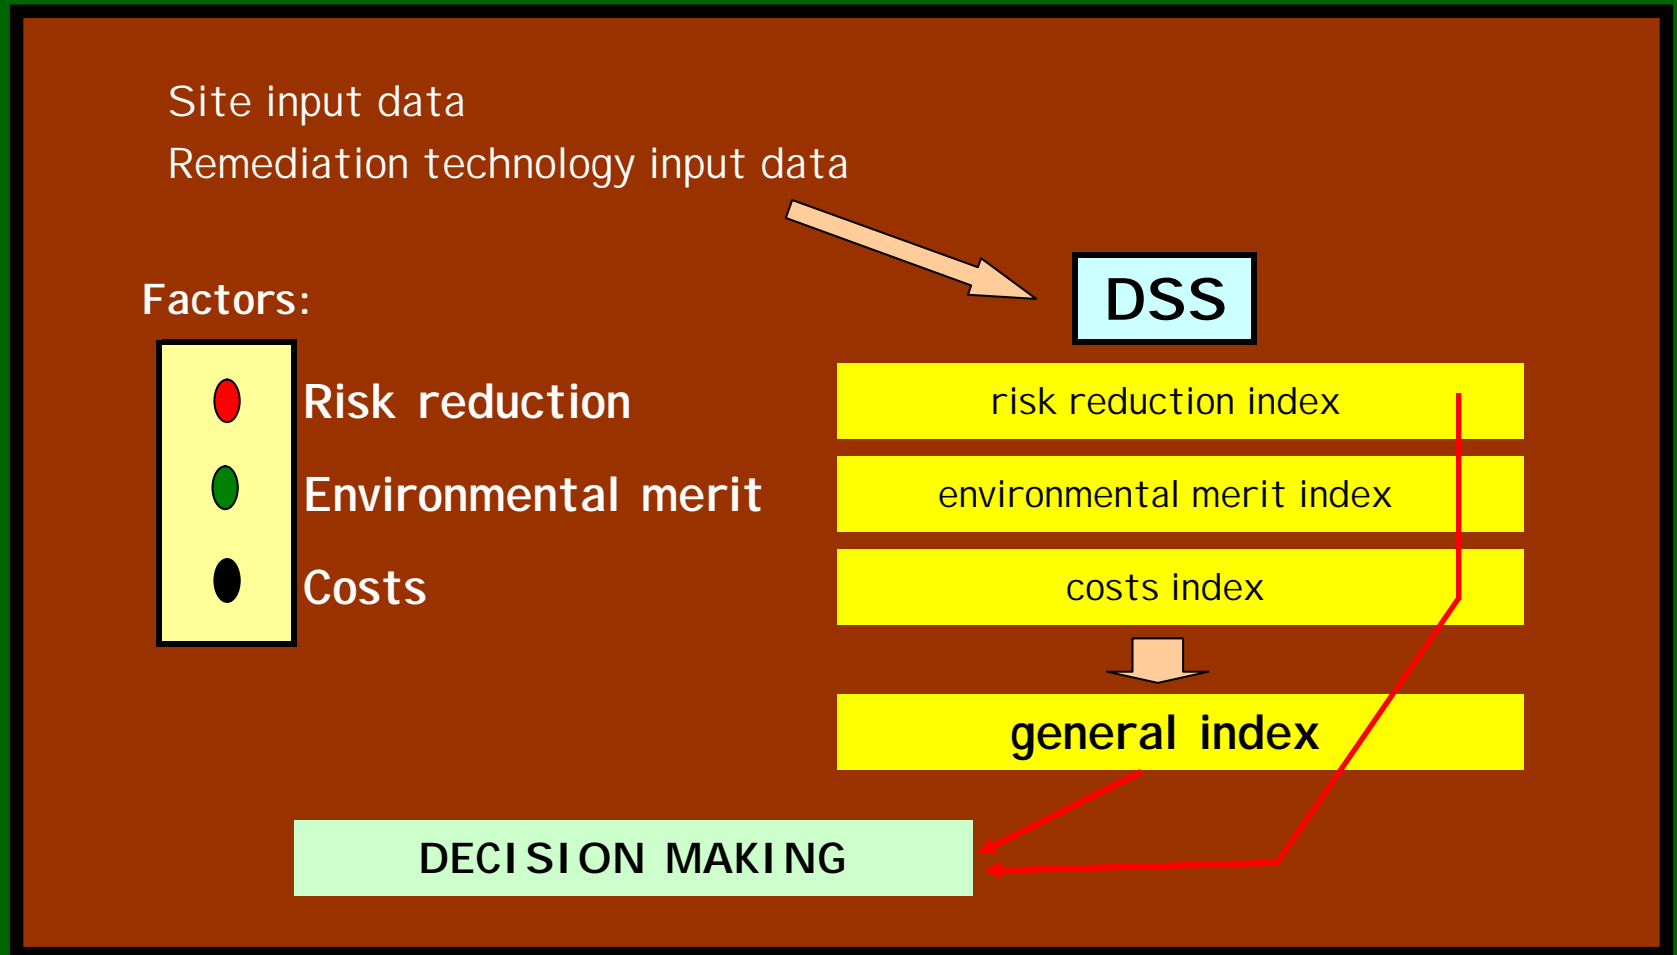 Site input data
Remediation technology input data
DSS
Factors:
Risk reduction
risk reduction index
Environmental merit
environmental merit index
Costs
costs index
general index
DECISION MAKING